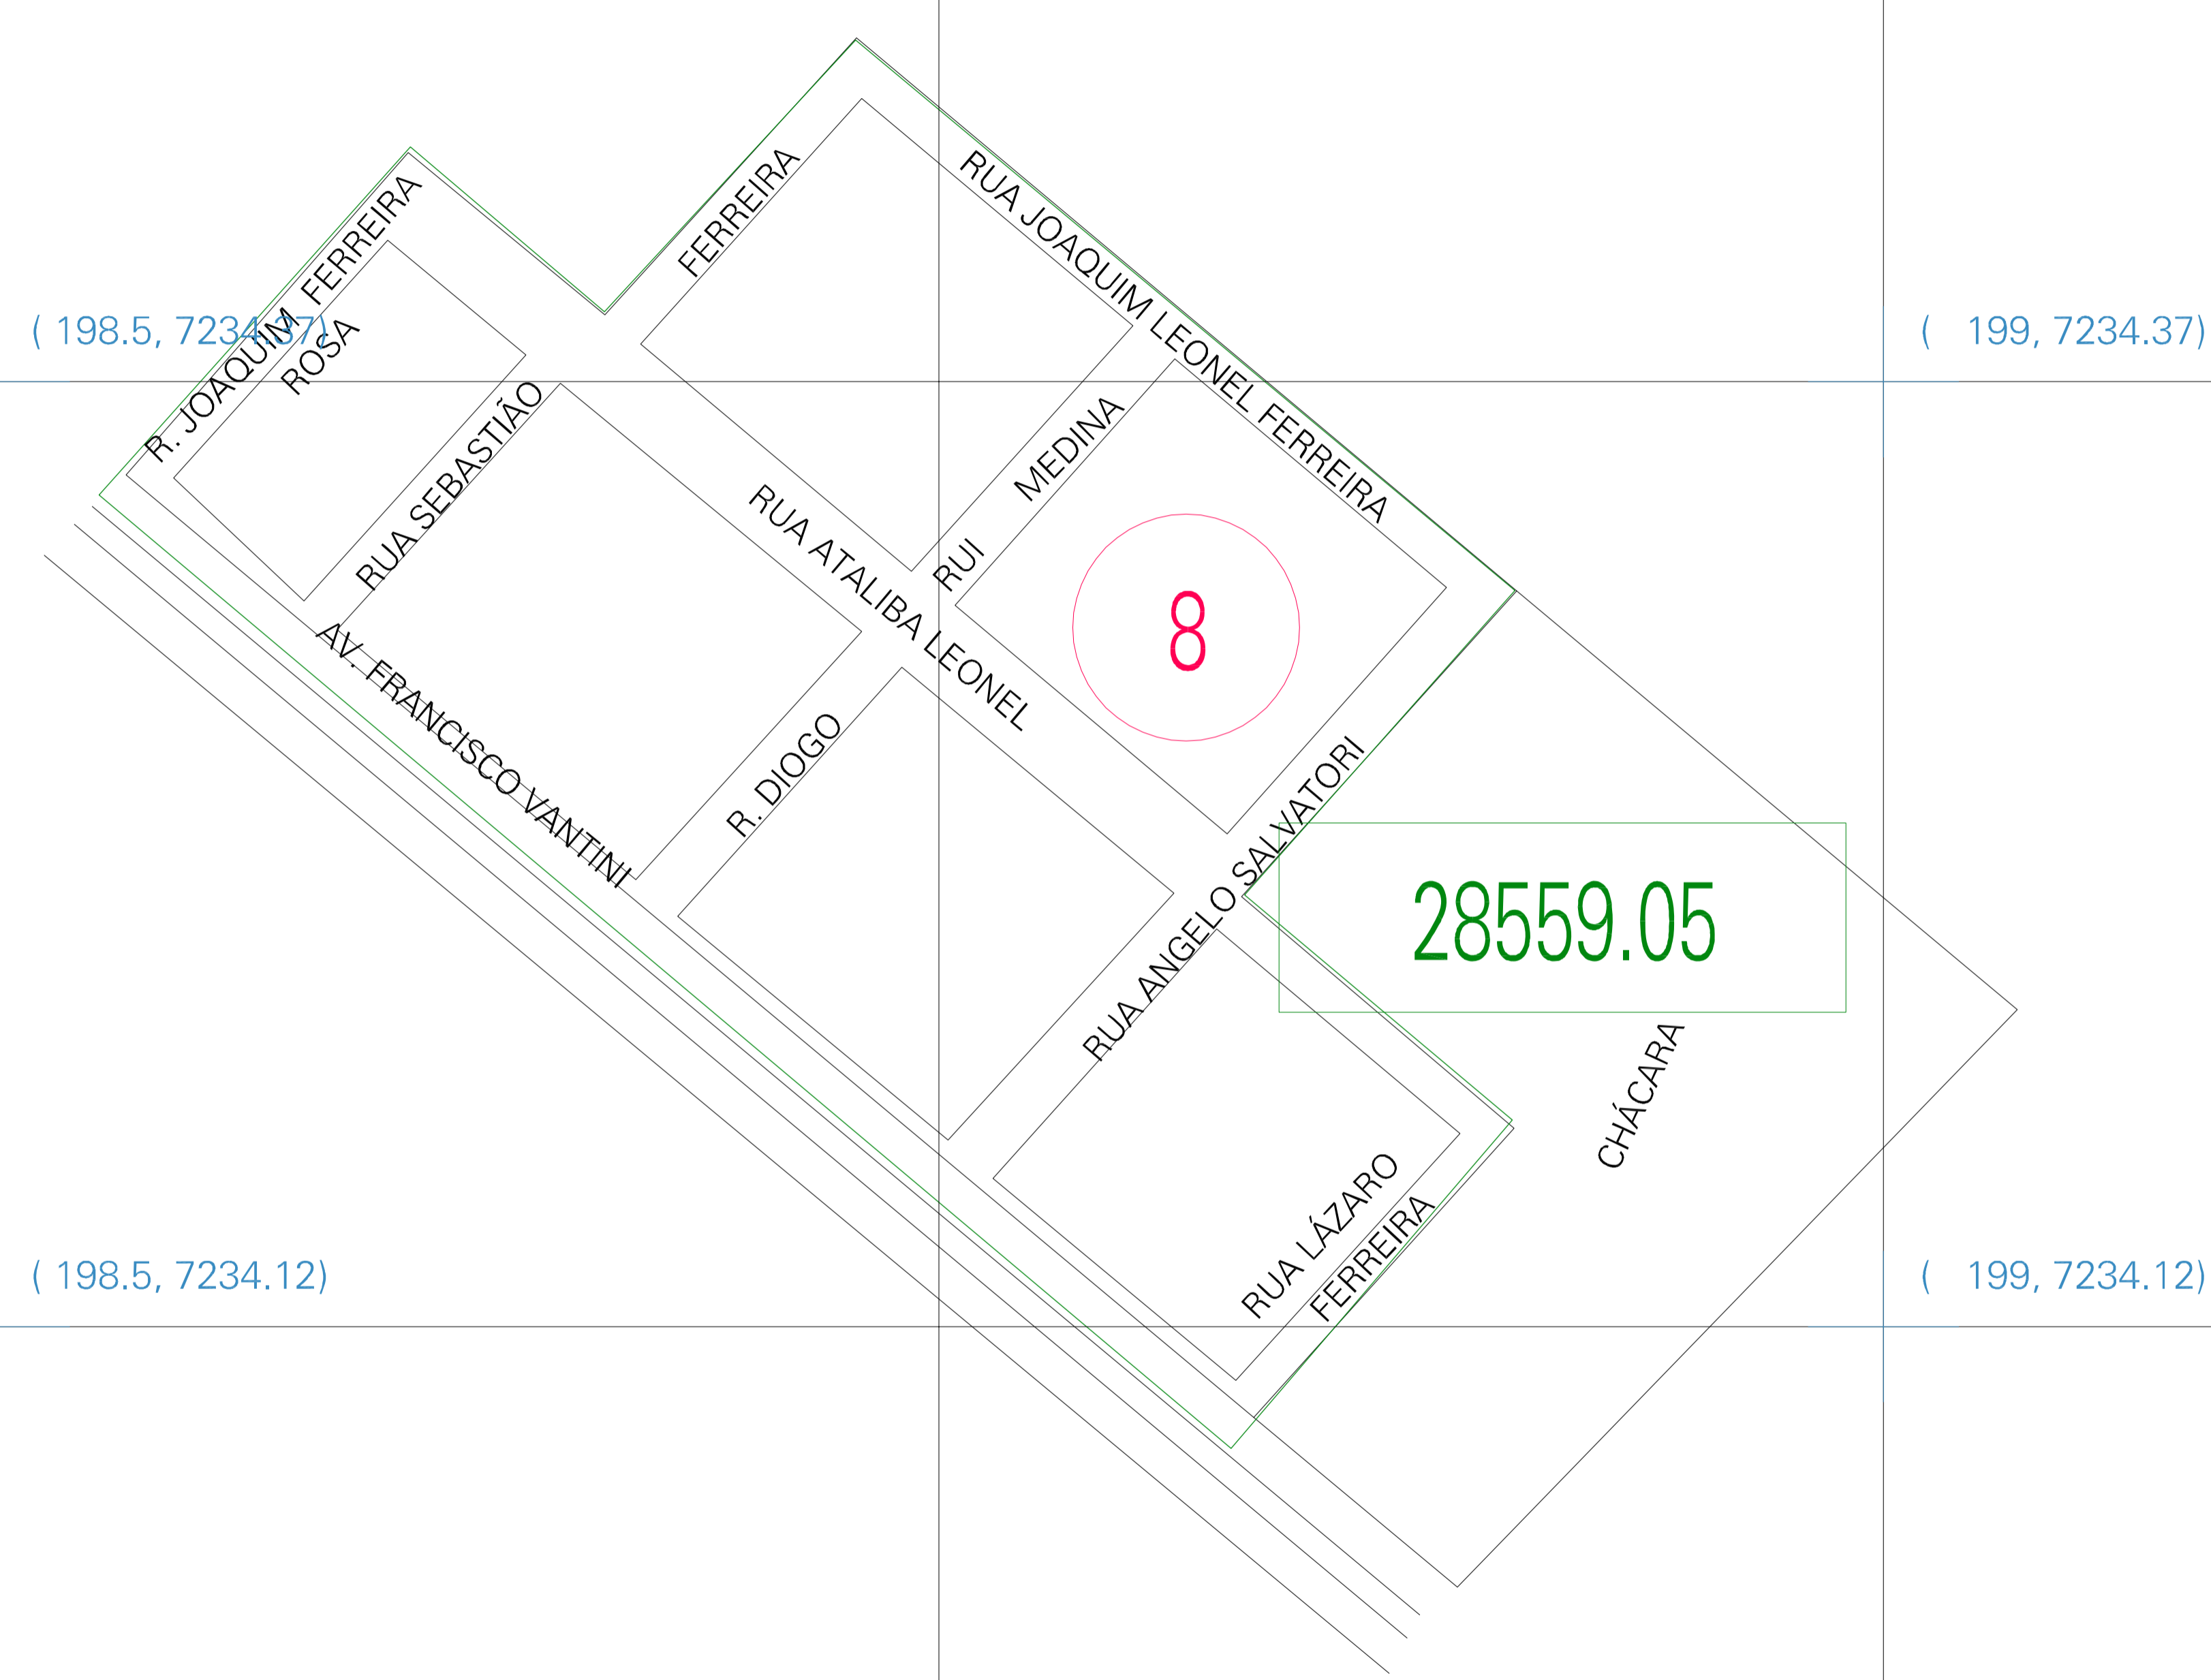 FERREIRA
RUA JOAQUIM LEONEL FERREIRA
R. JOAQUIM FERREIRA
ROSA
( 198.5, 7234.37)
( 199, 7234.37)
RUA SEBASTIÃO
RUI MEDINA
RUA ATALIBA LEONEL
8
AV. FRANCISCO VANTINI
R. DIOGO
RUA ANGELO SALVATORI
28559.05
CHÁCARA
RUA LÁZARO
FERREIRA
( 198.5, 7234.12)
( 199, 7234.12)